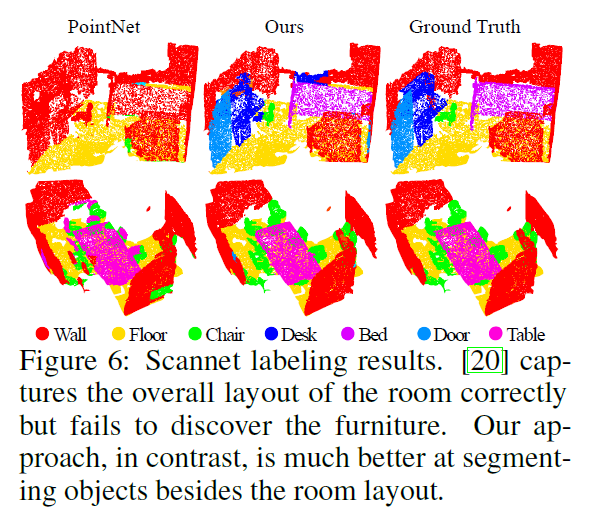 PointNet Ours Ground Truth
Wall Floor Chair Desk Bed Door Table
Figure 6: Scannet labeling results. [20] cap-
tures the overall layout of the room correctly
but fails to discover the furniture. Our ap-
proach, in contrast, is much better at segment-
ing objects besides the room layout.